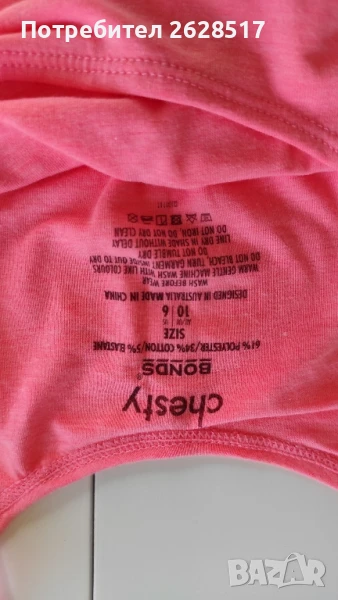 Потребител 2628517
chesty
BONDS
61% POLYESTER/34% COTTON/5% ELASTANE
SIZE
10 6
DESIGNED IN AUSTRALIA MADE IN CHINA
WASH BEFORE WEAR
WARM GENTLE MACHINE WASH WITH LIKE COLOURS
DO NOT BLEACH. TURN GARMENT INSIDE OUT TO DRY
DO NOT TUMBLE DRY
LINE DRY IN SHADE WITHOUT DELAY
DO NOT IRON, DO NOT DRY CLEAN
BAZAR